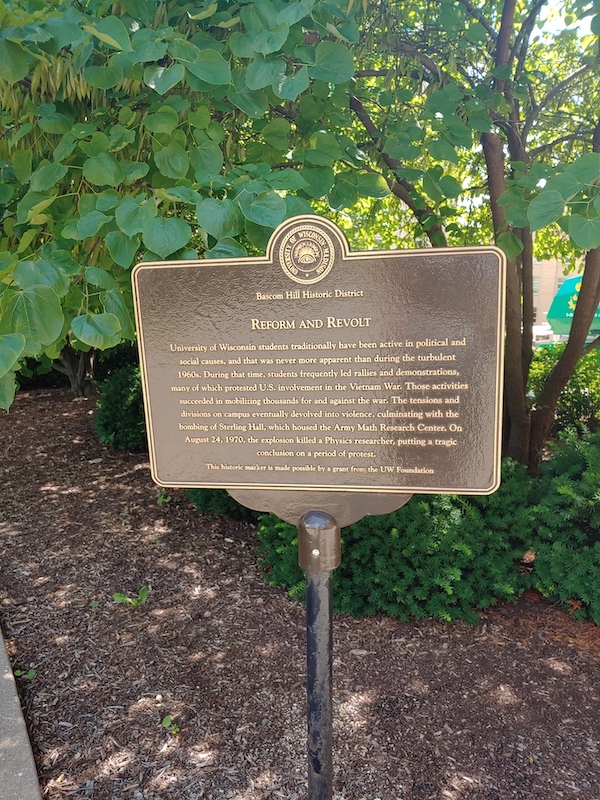 UNIVERSITY OF WISCONSIN MADISON
Bascom Hill Historic District
REFORM AND REVOLT
University of Wisconsin students traditionally have been active in political and
social causes, and that was never more apparent than during the turbulent
1960s. During that time, students frequently led rallies and demonstrations,
many of which protested U.S. involvement in the Vietnam War. Those activities
succeeded in mobilizing thousands for and against the war. The tensions and
divisions on campus eventually devolved into violence, culminating with the
bombing of Sterling Hall, which housed the Army Math Research Center. On
August 24, 1970, the explosion killed a Physics researcher, putting a tragic
conclusion on a period of protest.
This historic marker is made possible by a grant from the UW Foundation